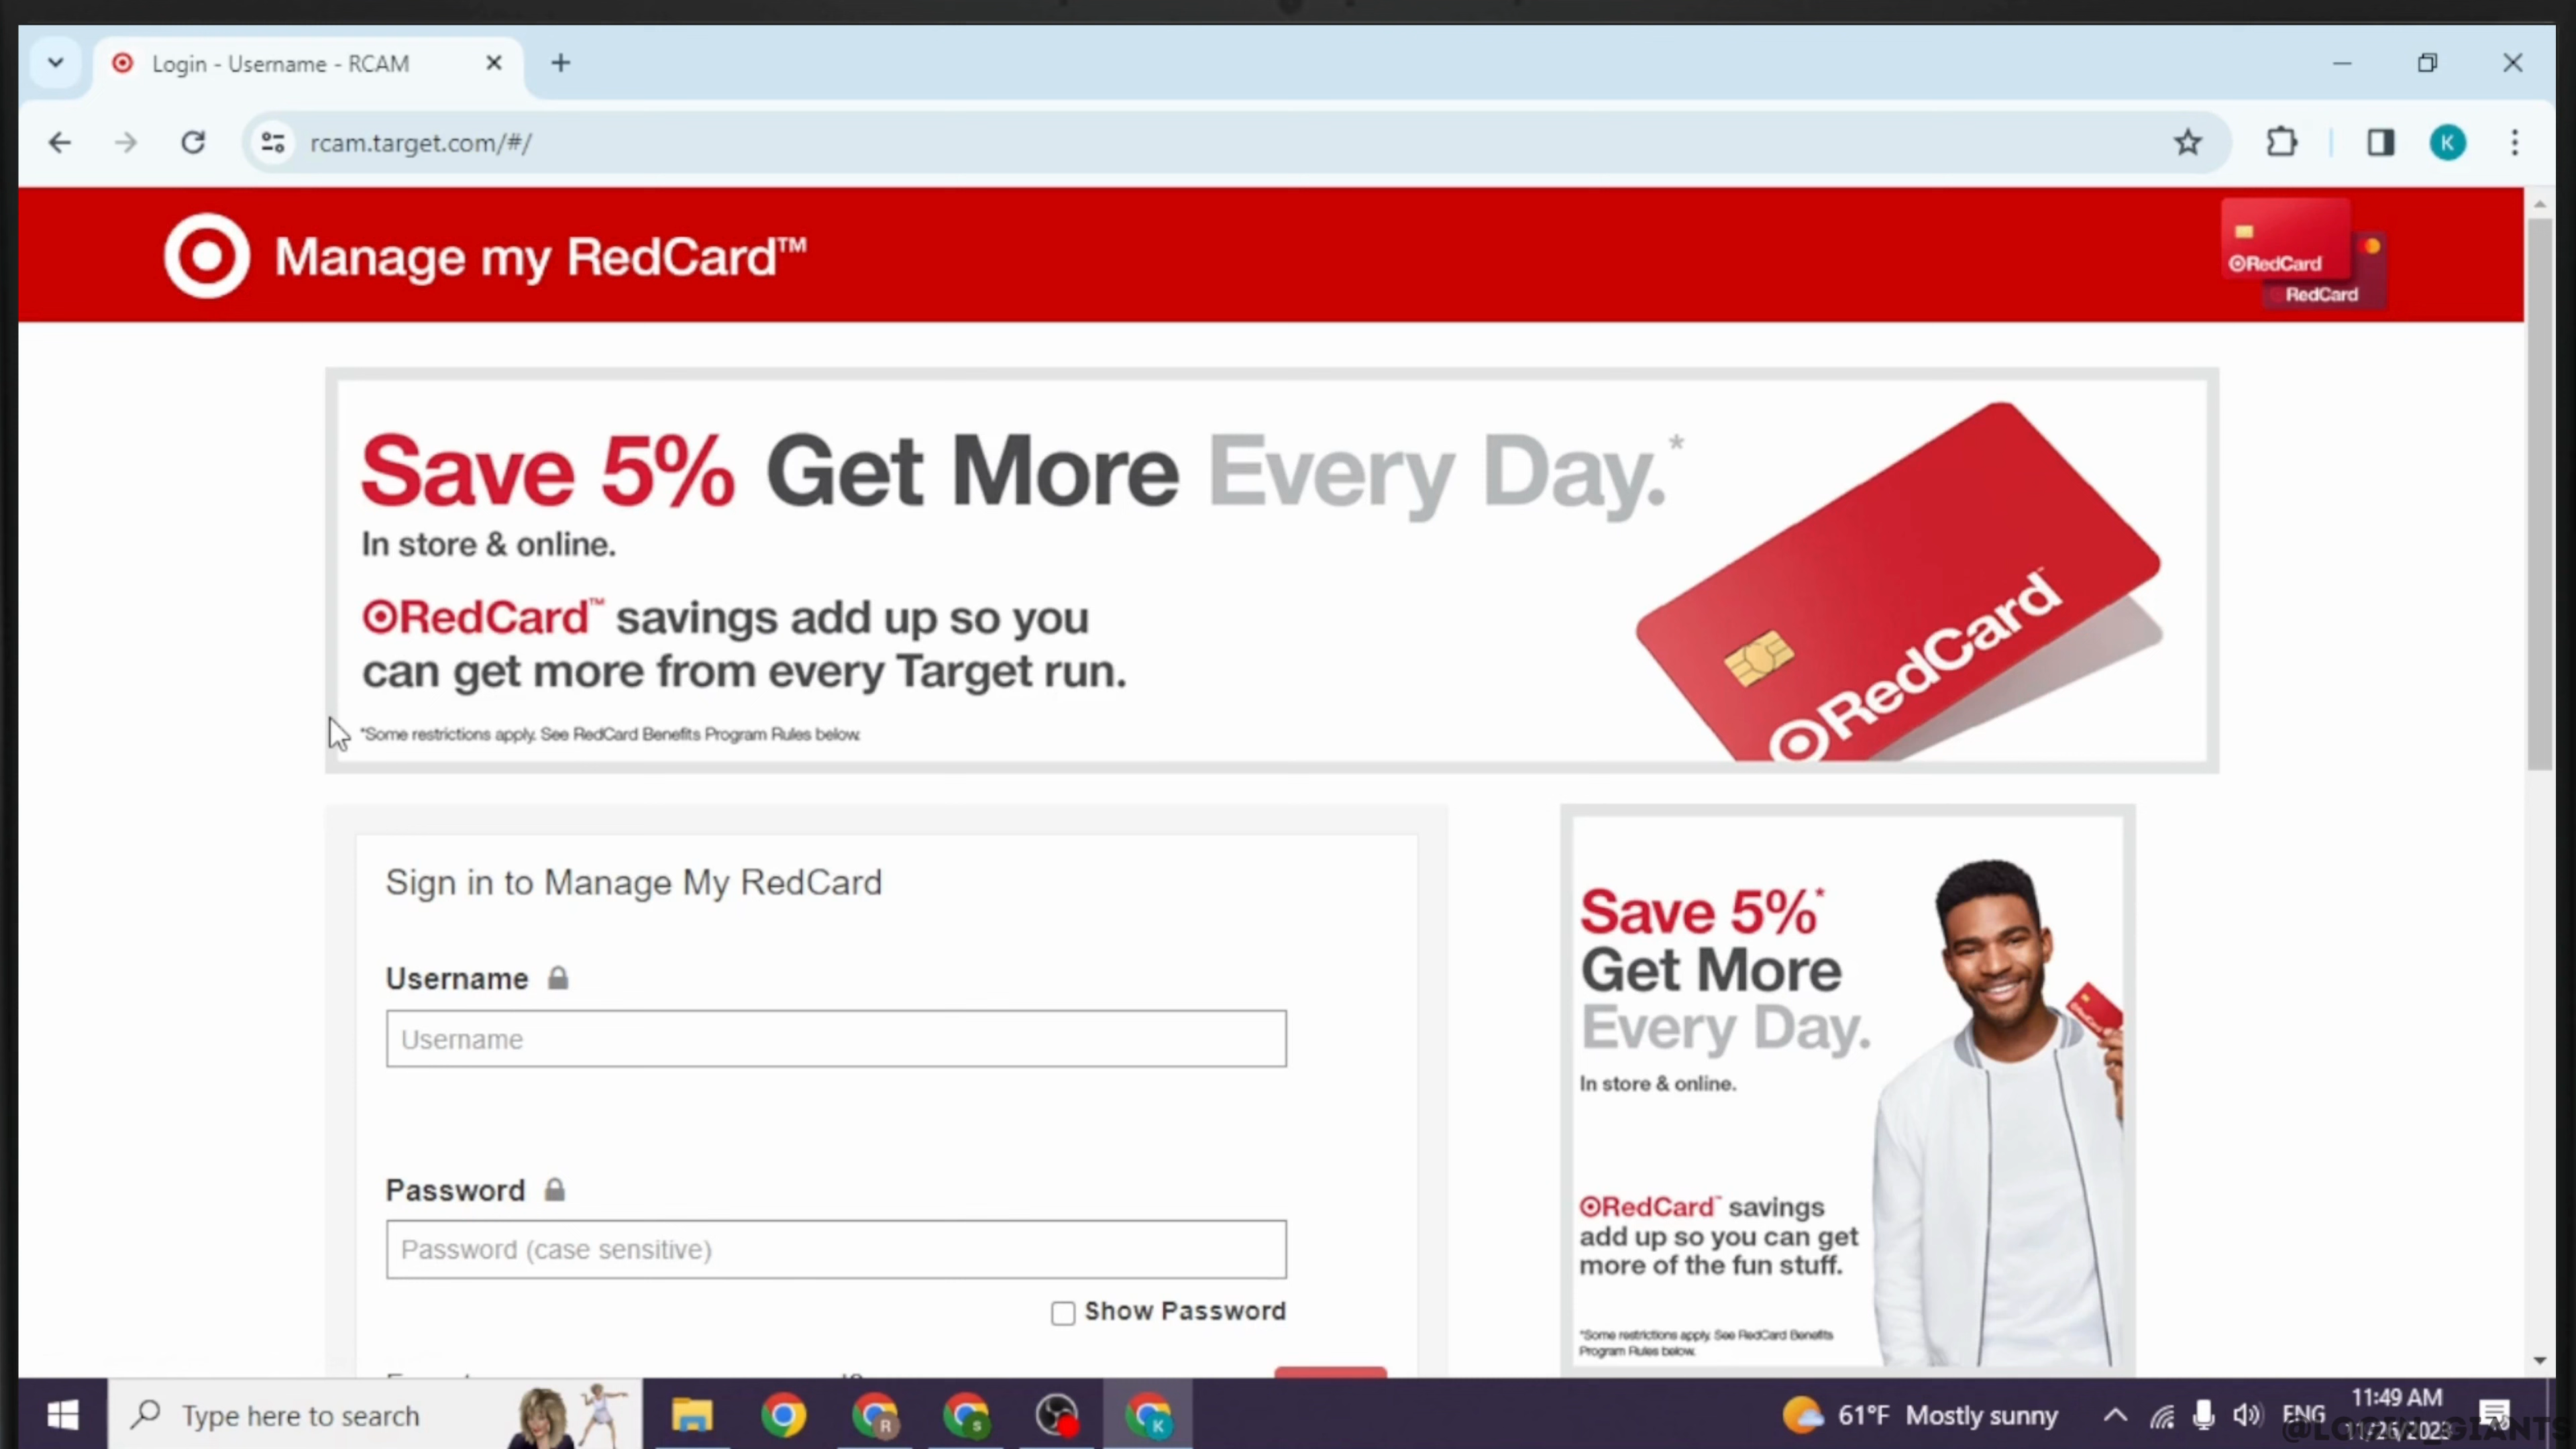 Login - Username - RCAM
rcam.target.com/#/
K
Manage my RedCard™
RedCard
RedCard
Save 5% Get More Every Day.*
In store & online.
RedCard™ savings add up so you
can get more from every Target run.
*Some restrictions apply. See RedCard Benefits Program Rules below.
RedCard
Sign in to Manage My RedCard
Username
Username
Password
Password (case sensitive)
Show Password
Save 5%*
Get More
Every Day.
In store & online.
RedCard™ savings
add up so you can get
more of the fun stuff.
*Some restrictions apply. See RedCard Benefits
Program Rules below.
Type here to search
R
S
K
61°F Mostly sunny
ENG
11:49 AM
11/26/2023